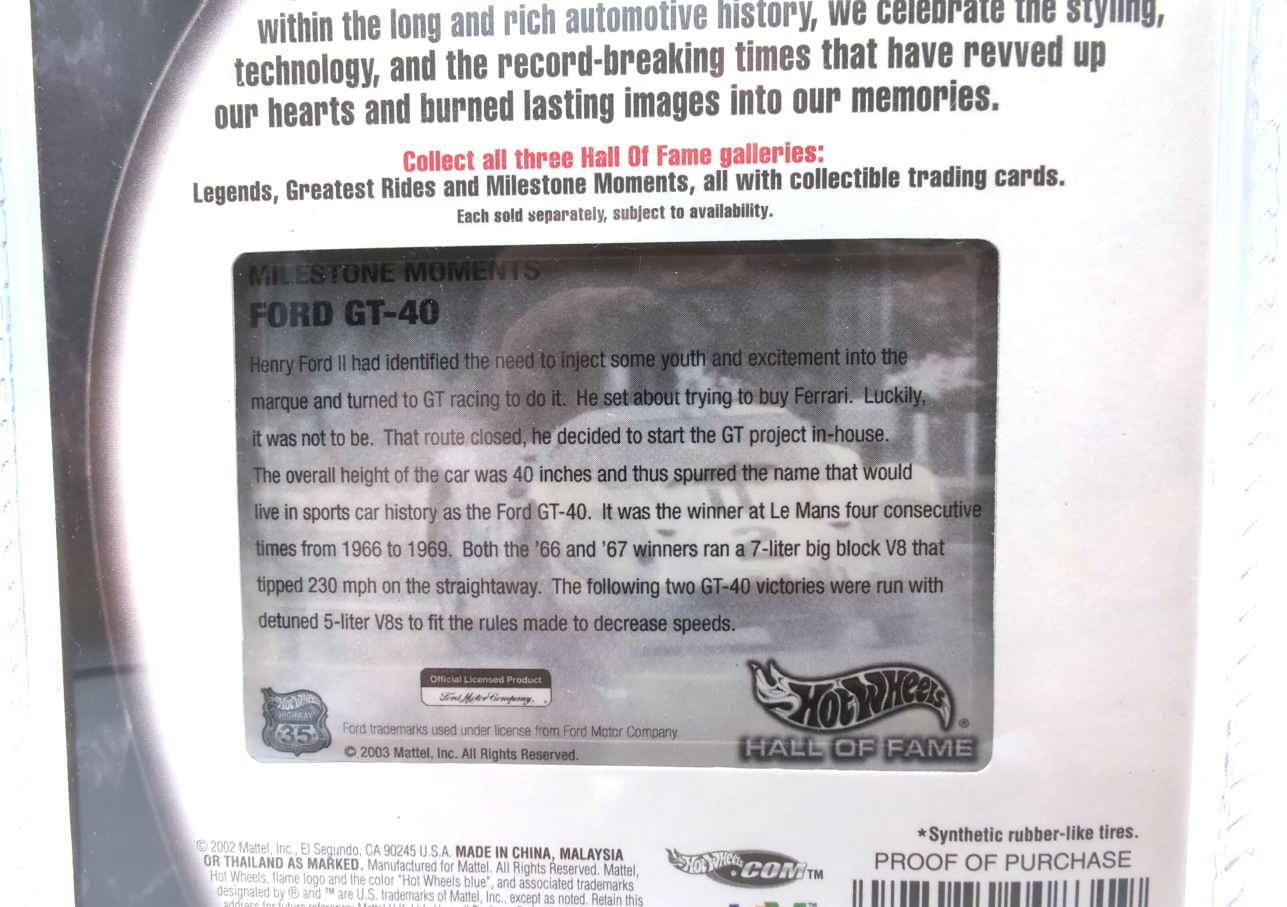 within the long and rich automotive history, we celebrate the styling,
technology, and the record-breaking times that have revved up
our hearts and burned lasting images into our memories.
Collect all three Hall Of Fame galleries:
Legends, Greatest Rides and Milestone Moments, all with collectible trading cards.
Each sold separately, subject to availability.
MILESTONE MOMENTS
FORD GT-40
Henry Ford II had identified the need to inject some youth and excitement into the
marque and turned to GT racing to do it. He set about trying to buy Ferrari. Luckily,
it was not to be. That route closed, he decided to start the GT project in-house.
The overall height of the car was 40 inches and thus spurred the name that would
live in sports car history as the Ford GT-40. It was the winner at Le Mans four consecutive
times from 1966 to 1969. Both the '66 and '67 winners ran a 7-liter big block V8 that
tipped 230 mph on the straightaway. The following two GT-40 victories were run with
detuned 5-liter V8s to fit the rules made to decrease speeds.
Official Licensed Product
Ford Motor Company.
Hot Wheels
HIGHWAY
35
Ford trademarks used under license from Ford Motor Company.
© 2003 Mattel, Inc. All Rights Reserved.
Hot Wheels®
HALL OF FAME
© 2002 Mattel, Inc., El Segundo, CA 90245 U.S.A. MADE IN CHINA, MALAYSIA
OR THAILAND AS MARKED. Manufactured for Mattel. All Rights Reserved. Mattel,
Hot Wheels, flame logo and the color "Hot Wheels blue", and associated trademarks
designated by ® and ™ are U.S. trademarks of Mattel, Inc., except as noted. Retain this
address for future reference
Hot Wheels.COM™
*Synthetic rubber-like tires.
PROOF OF PURCHASE